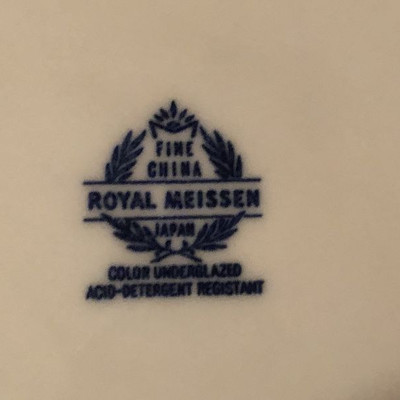 FINE
CHINA
ROYAL MEISSEN
JAPAN
COLOR UNDERGLAZED
ACID-DETERGENT REGISTANT